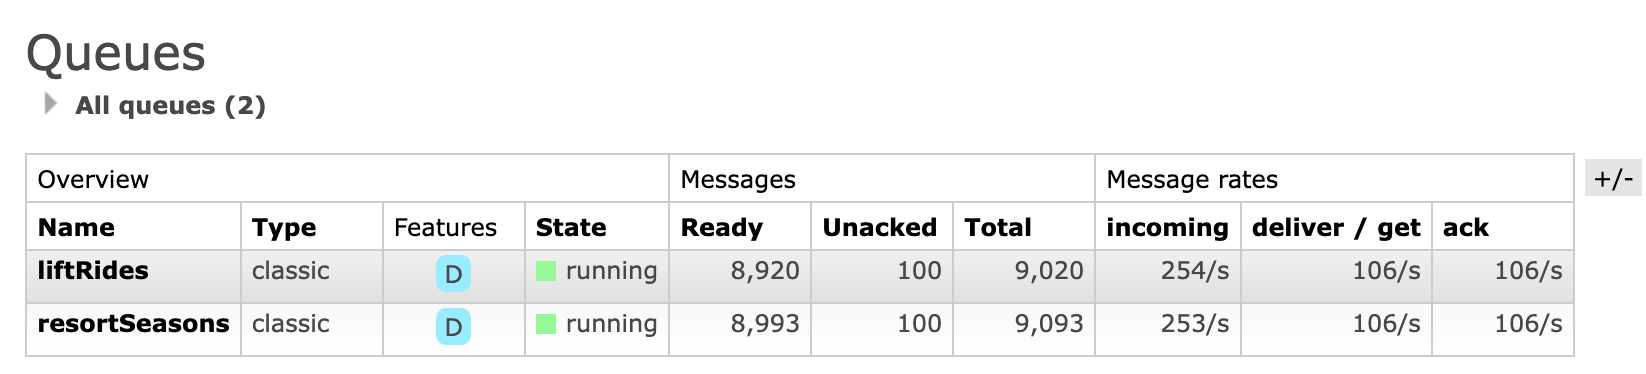 Queues
All queues (2)
Overview Messages Message rates +/-
Name Type Features State Ready Unacked Total incoming deliver / get ack
liftRides classic D running 8,920 100 9,020 254/s 106/s 106/s
resortSeasons classic D running 8,993 100 9,093 253/s 106/s 106/s